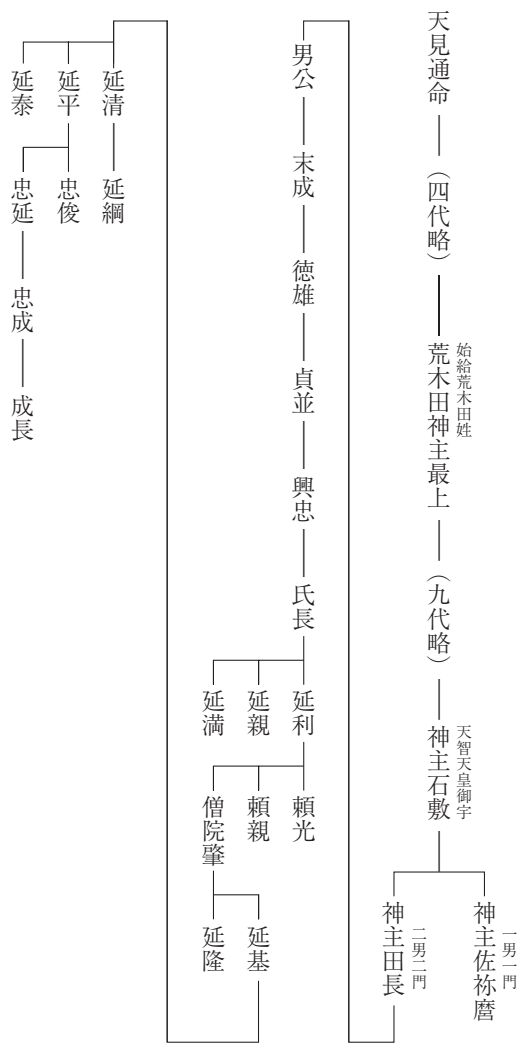 天見通命
(四代略)
始給荒木田姓
荒木田神主最上
(九代略)
天智天皇御宇
神主石敷
一男一門
神主佐祢麿
二男二門
神主田長
男公
末成
徳雄
貞並
興忠
氏長
延利
延親
延満
頼光
頼親
僧院肇
延基
延隆
延清
延平
延泰
延綱
忠俊
忠延
忠成
成長